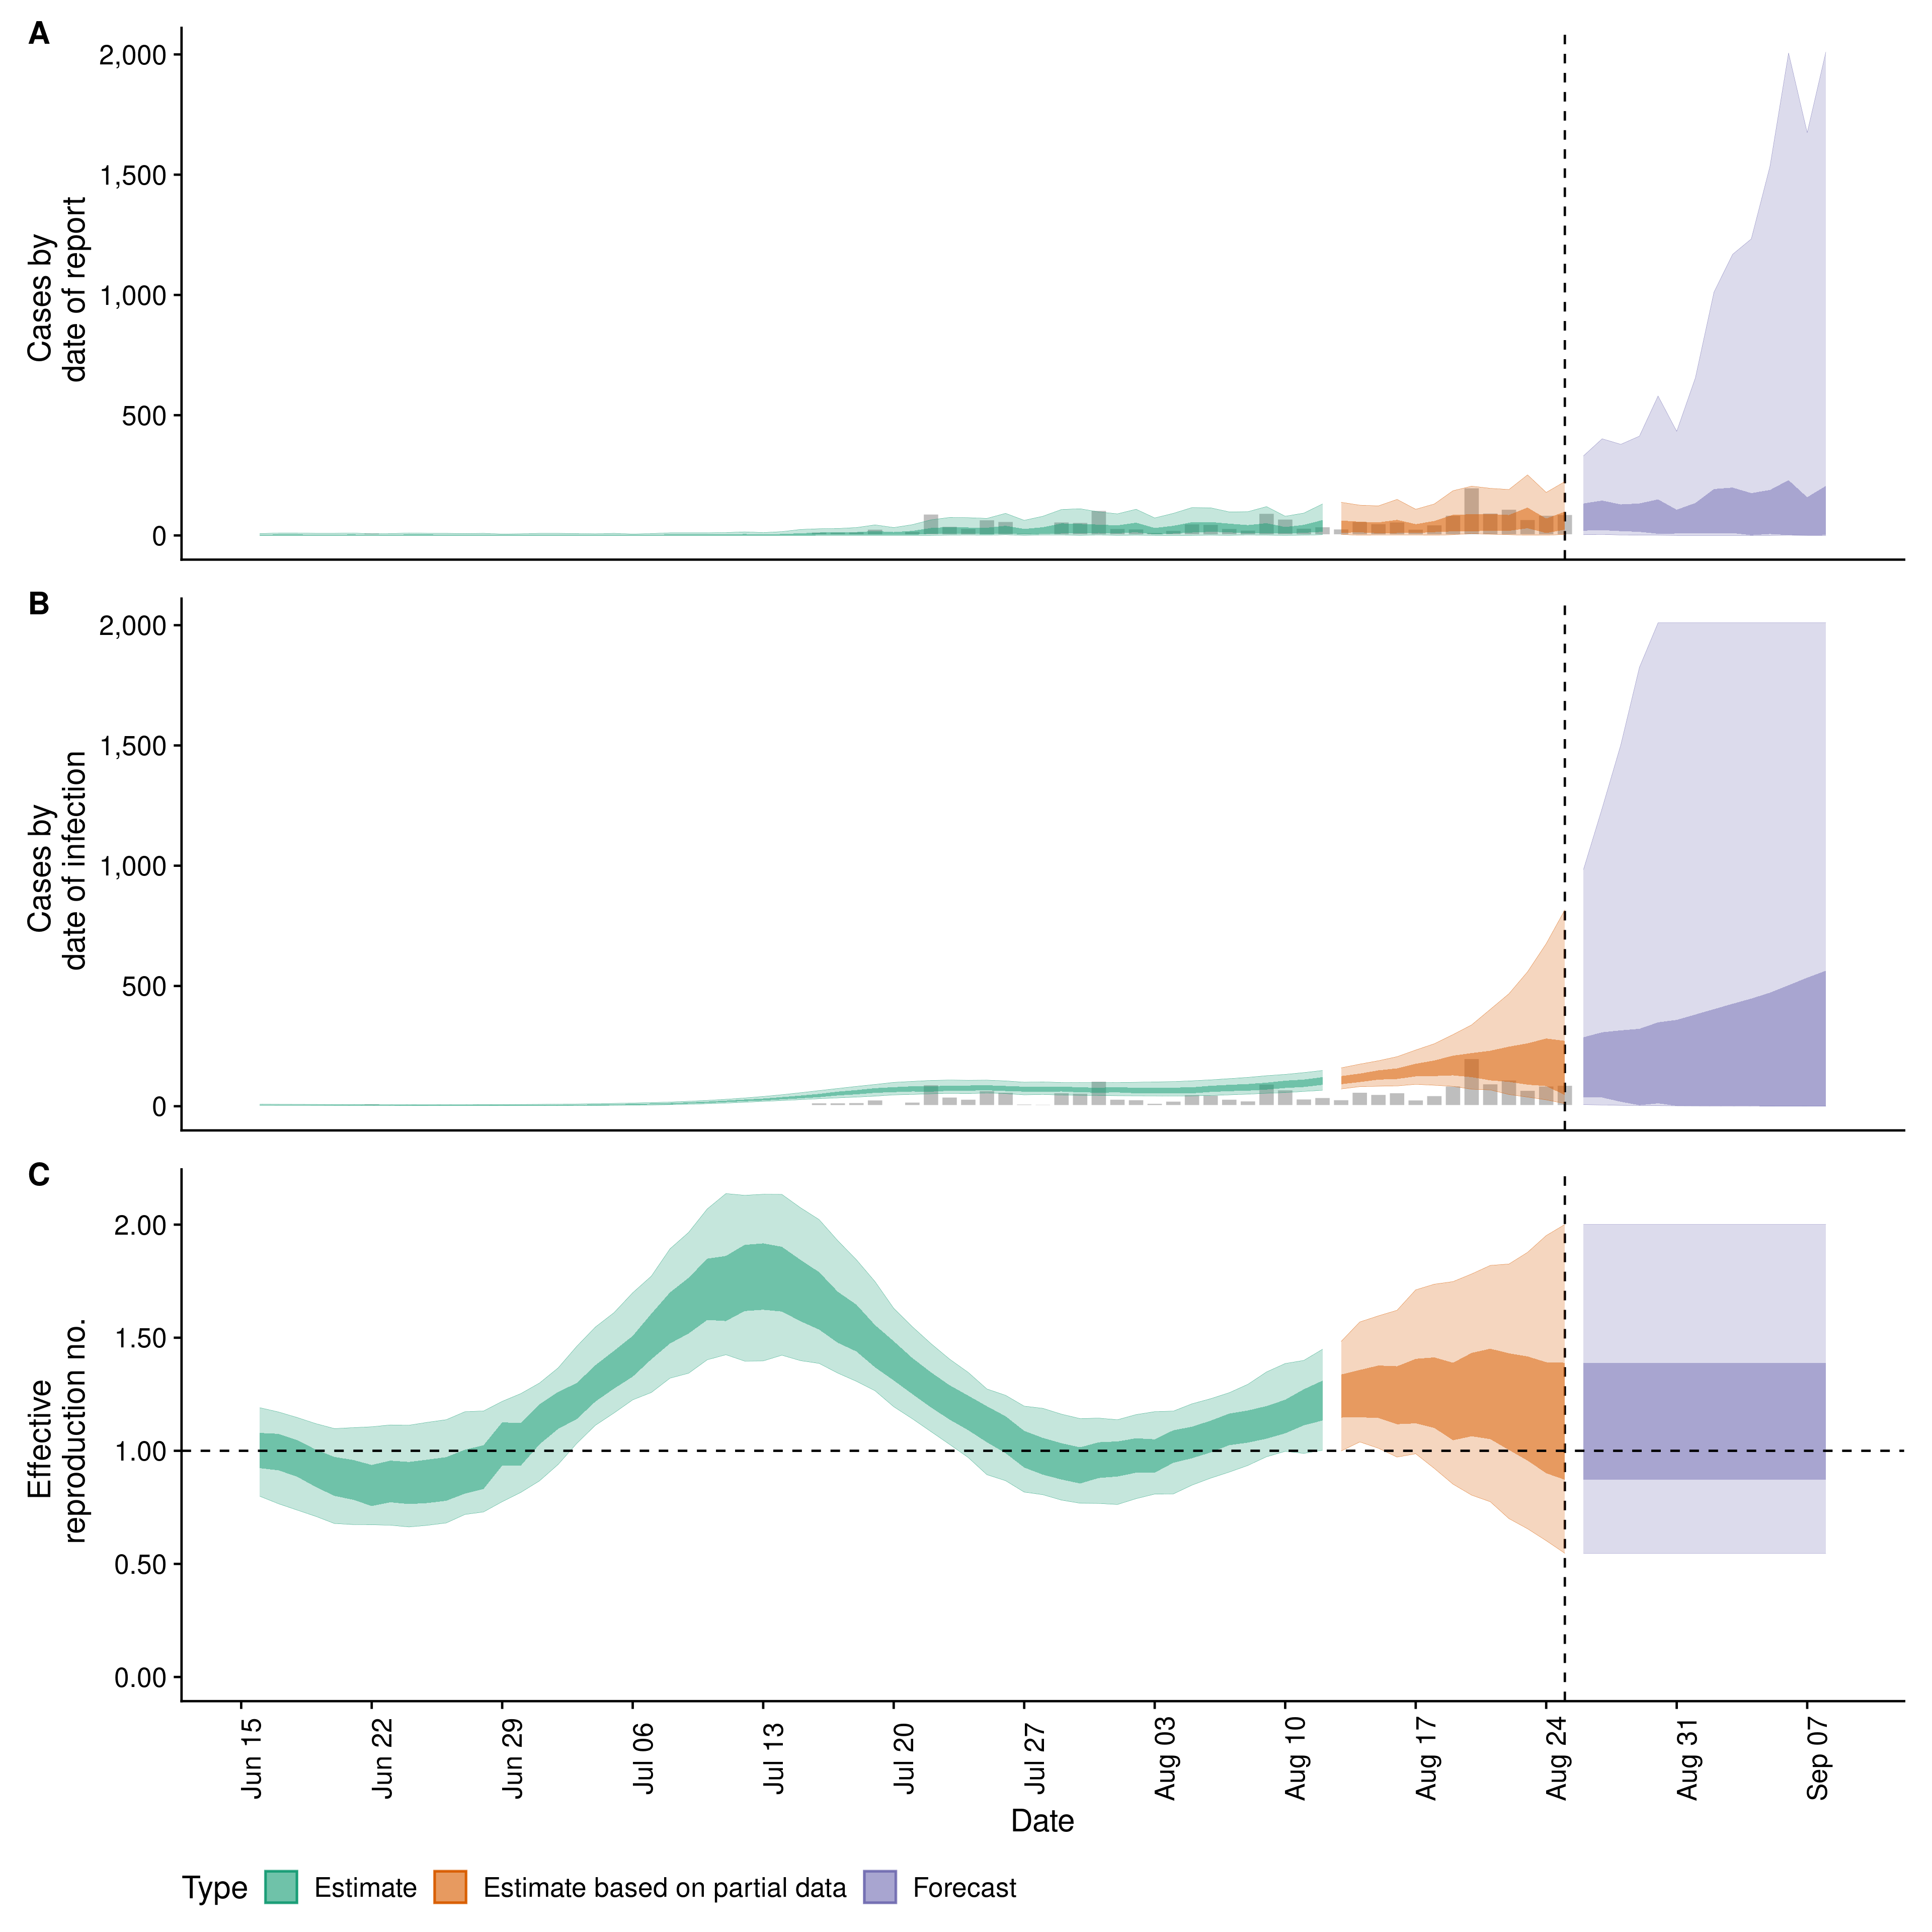 A
2,000
1,500
1,000
500
0
Cases by
date of report
B
2,000
1,500
1,000
500
0
Cases by
date of infection
C
2.00
1.50
1.00
0.50
0.00
Effective
reproduction no.
Jun 15
Jun 22
Jun 29
Jul 06
Jul 13
Jul 20
Jul 27
Aug 03
Aug 10
Aug 17
Aug 24
Aug 31
Sep 07
Date
Type Estimate Estimate based on partial data Forecast